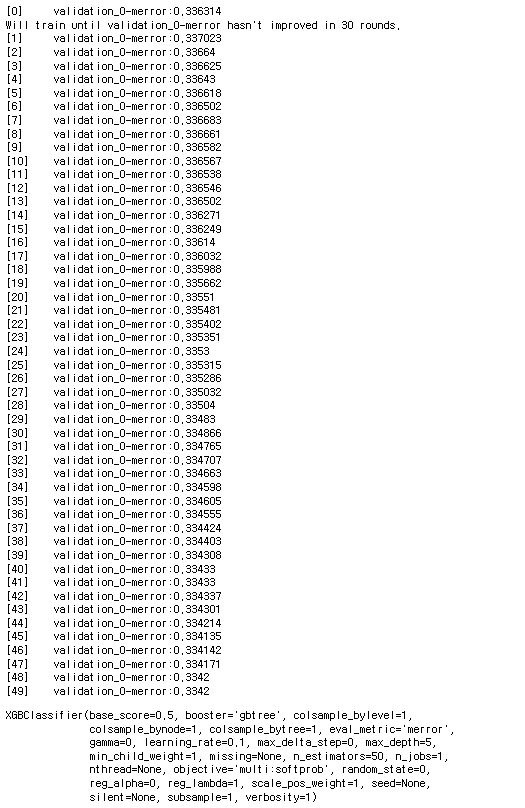 [0]	validation_0-merror:0.336314
Will train until validation_0-merror hasn't improved in 30 rounds.
[1]	validation_0-merror:0.337023
[2]	validation_0-merror:0.33664
[3]	validation_0-merror:0.336625
[4]	validation_0-merror:0.33643
[5]	validation_0-merror:0.336618
[6]	validation_0-merror:0.336502
[7]	validation_0-merror:0.336683
[8]	validation_0-merror:0.336661
[9]	validation_0-merror:0.336582
[10]	validation_0-merror:0.336567
[11]	validation_0-merror:0.336538
[12]	validation_0-merror:0.336546
[13]	validation_0-merror:0.336502
[14]	validation_0-merror:0.336271
[15]	validation_0-merror:0.336249
[16]	validation_0-merror:0.33614
[17]	validation_0-merror:0.336032
[18]	validation_0-merror:0.335988
[19]	validation_0-merror:0.335662
[20]	validation_0-merror:0.33551
[21]	validation_0-merror:0.335481
[22]	validation_0-merror:0.335402
[23]	validation_0-merror:0.335351
[24]	validation_0-merror:0.3353
[25]	validation_0-merror:0.335315
[26]	validation_0-merror:0.335286
[27]	validation_0-merror:0.335032
[28]	validation_0-merror:0.33504
[29]	validation_0-merror:0.33483
[30]	validation_0-merror:0.334866
[31]	validation_0-merror:0.334765
[32]	validation_0-merror:0.334707
[33]	validation_0-merror:0.334663
[34]	validation_0-merror:0.334598
[35]	validation_0-merror:0.334605
[36]	validation_0-merror:0.334555
[37]	validation_0-merror:0.334424
[38]	validation_0-merror:0.334403
[39]	validation_0-merror:0.334308
[40]	validation_0-merror:0.33433
[41]	validation_0-merror:0.33433
[42]	validation_0-merror:0.334337
[43]	validation_0-merror:0.334301
[44]	validation_0-merror:0.334214
[45]	validation_0-merror:0.334135
[46]	validation_0-merror:0.334142
[47]	validation_0-merror:0.334171
[48]	validation_0-merror:0.3342
[49]	validation_0-merror:0.3342
XGBClassifier(base_score=0.5, booster='gbtree', colsample_bylevel=1,
colsample_bynode=1, colsample_bytree=1, eval_metric='merror',
gamma=0, learning_rate=0.1, max_delta_step=0, max_depth=5,
min_child_weight=1, missing=None, n_estimators=50, n_jobs=1,
nthread=None, objective='multi:softprob', random_state=0,
reg_alpha=0, reg_lambda=1, scale_pos_weight=1, seed=None,
silent=None, subsample=1, verbosity=1)